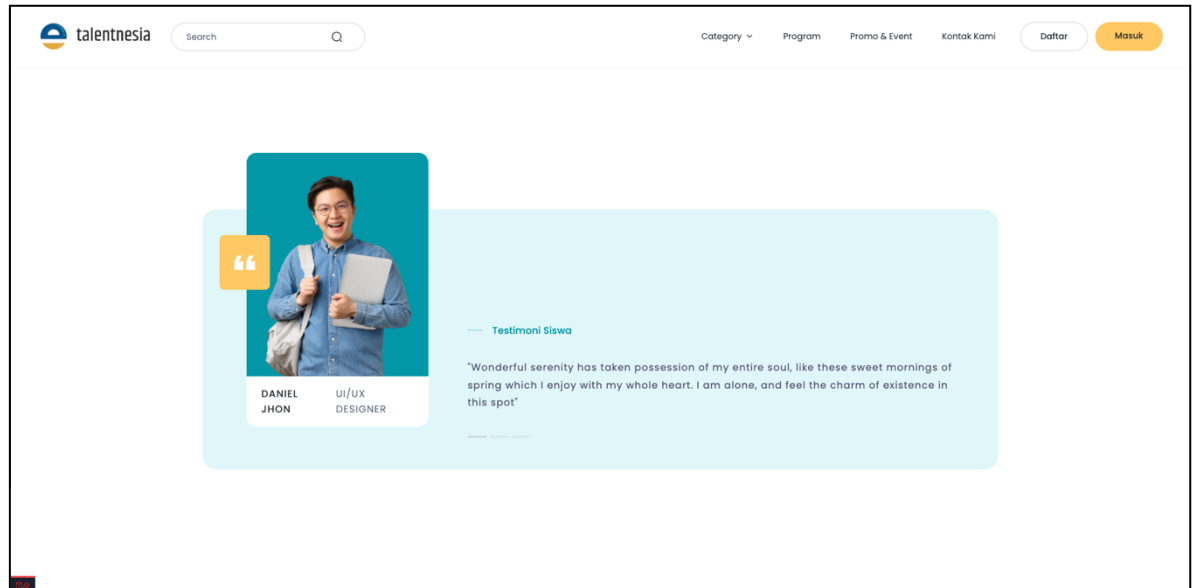 talentnesia
Search
Category
Program
Promo & Event
Kontak Kami
Daftar
Masuk
“
Testimoni Siswa
"Wonderful serenity has taken possession of my entire soul, like these sweet mornings of
spring which I enjoy with my whole heart. I am alone, and feel the charm of existence in
this spot"
DANIEL
JHON
UI/UX
DESIGNER